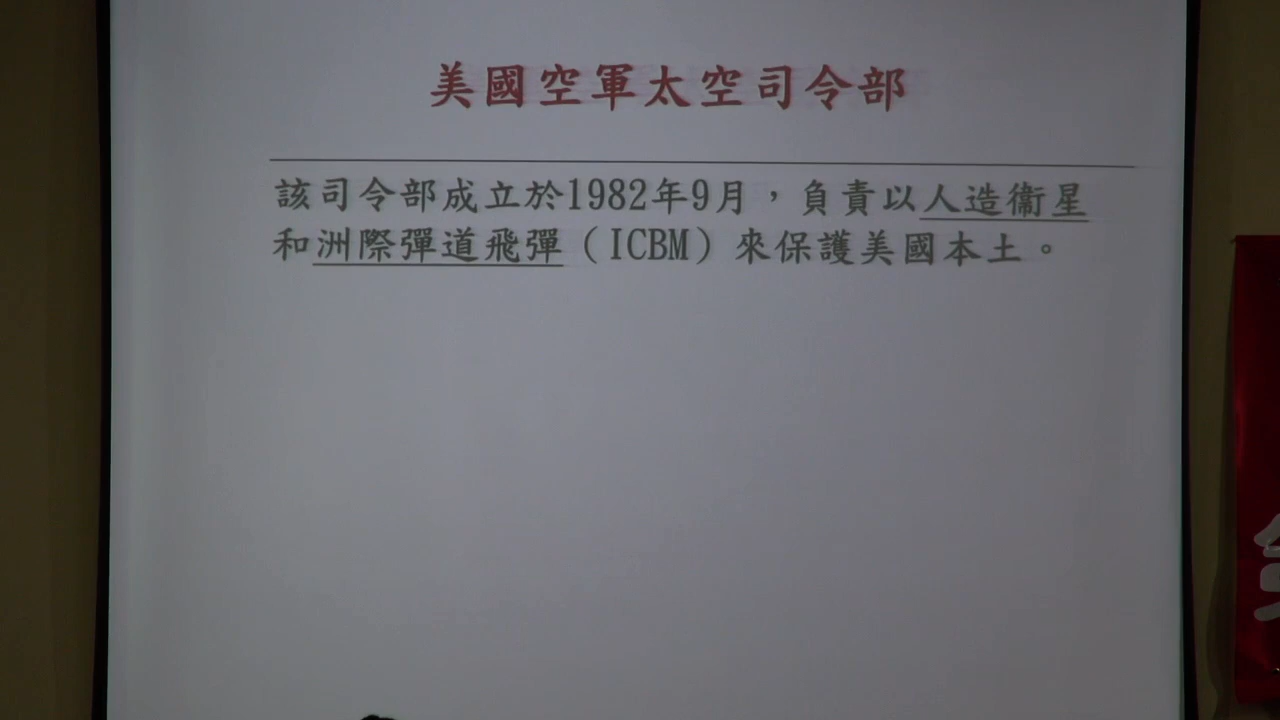 美國空軍太空司令部
該司令部成立於1982年9月，負責以人造衞星
和洲際彈道飛彈（ICBM）來保護美國本土。